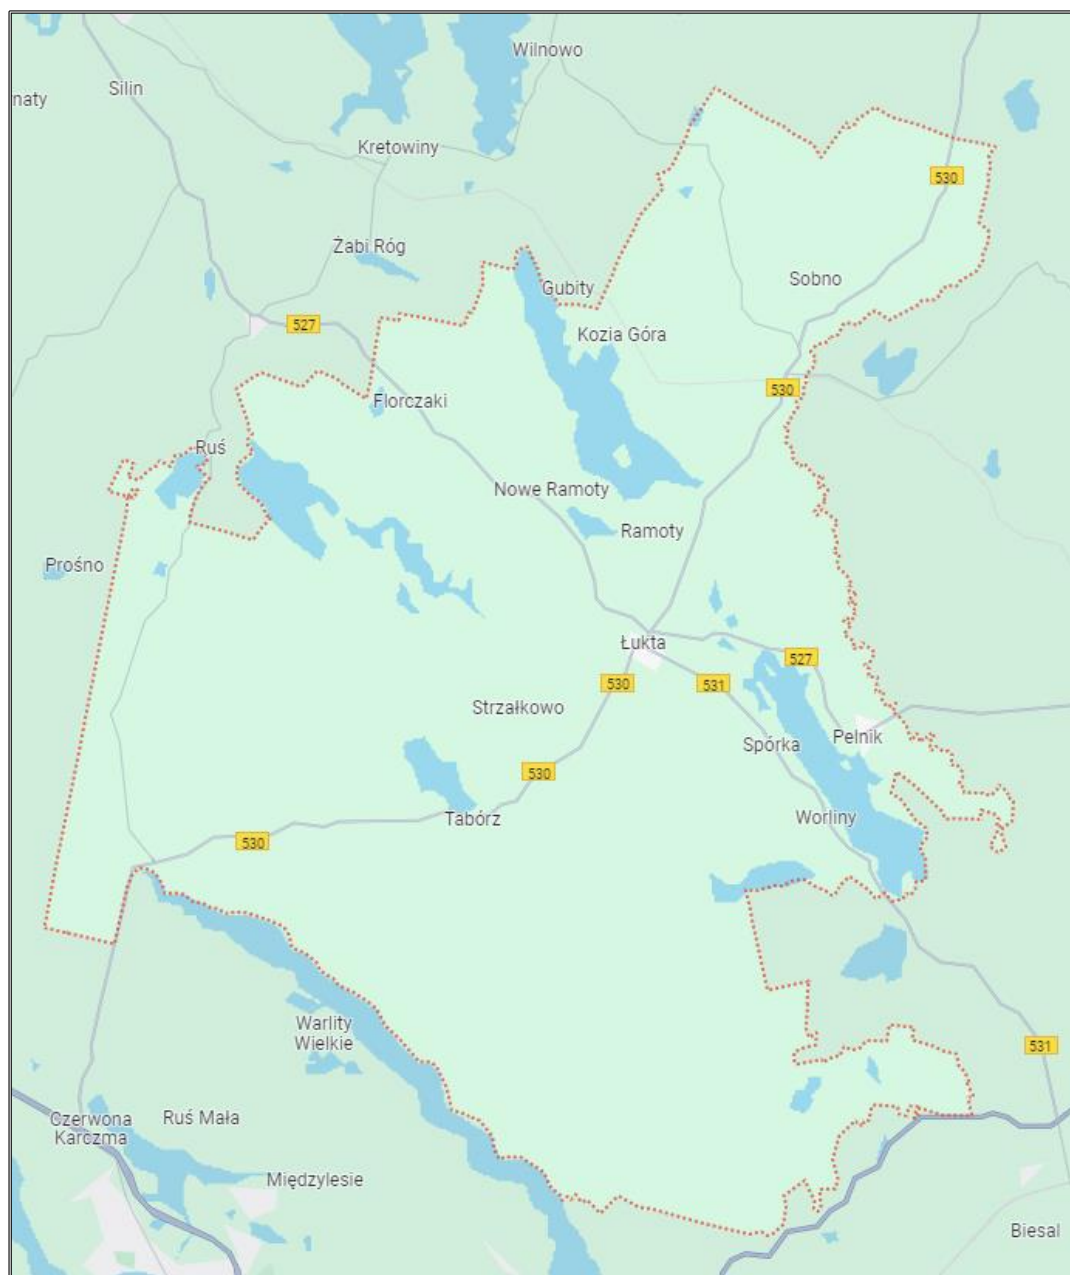 Wilnowo
Silin
naty
Kretowiny
530
Żabi Róg
Sobno
Gubity
527
Kozia Góra
530
Florczaki
Ruś
Nowe Ramoty
Ramoty
Prośno
Łukta
527
530
531
Strzałkowo
Pelnik
Spórka
530
Worliny
Tabórz
530
Warlity
Wielkie
531
Czerwona
Karczma
Ruś Mała
Międzylesie
Biesal